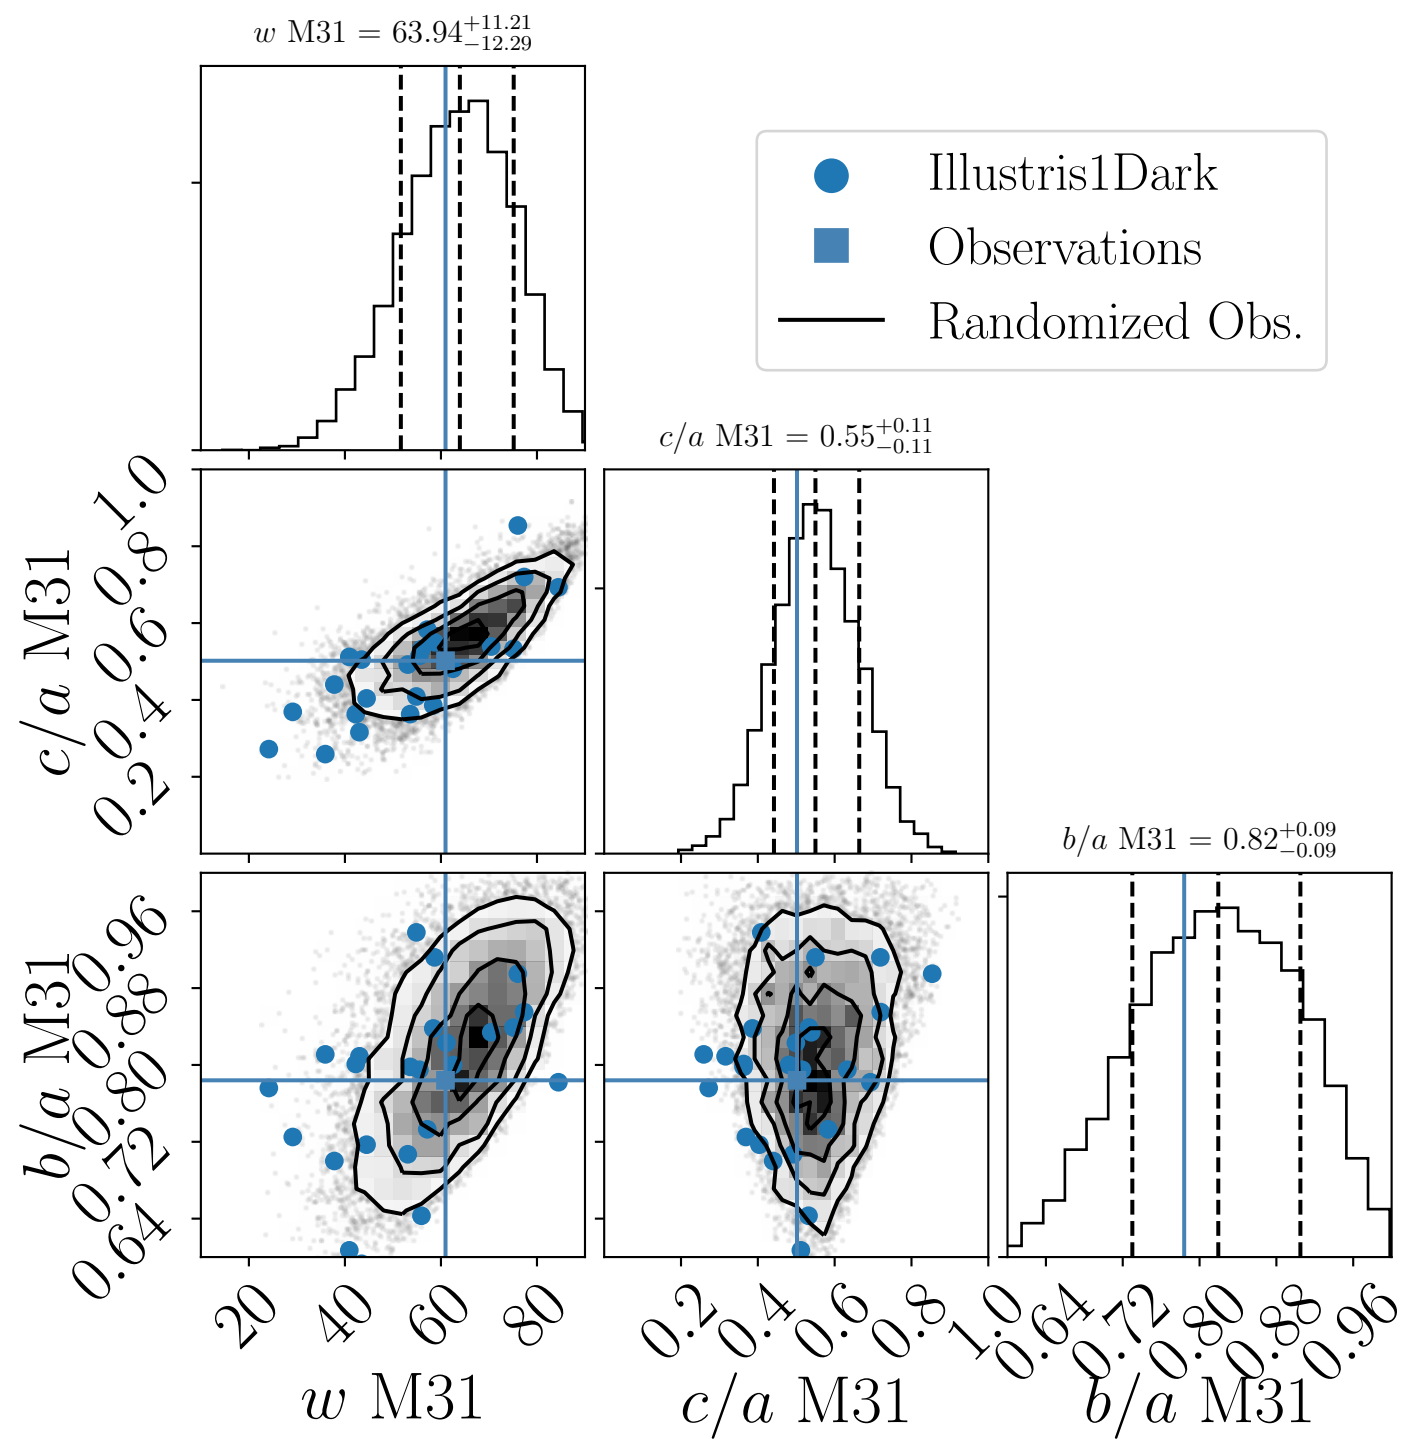 w M31 = 63.94+11.21−12.29
Illustris1Dark
Observations
Randomized Obs.
c/a M31 = 0.55+0.11−0.11
c/a M31
1.0
0.8
0.6
0.4
0.2
b/a M31 = 0.82+0.09−0.09
b/a M31
0.96
0.88
0.80
0.72
0.64
20 40 60 80
0.2 0.4 0.6 0.8 1.0
0.64 0.72 0.80 0.88 0.96
w M31
c/a M31
b/a M31